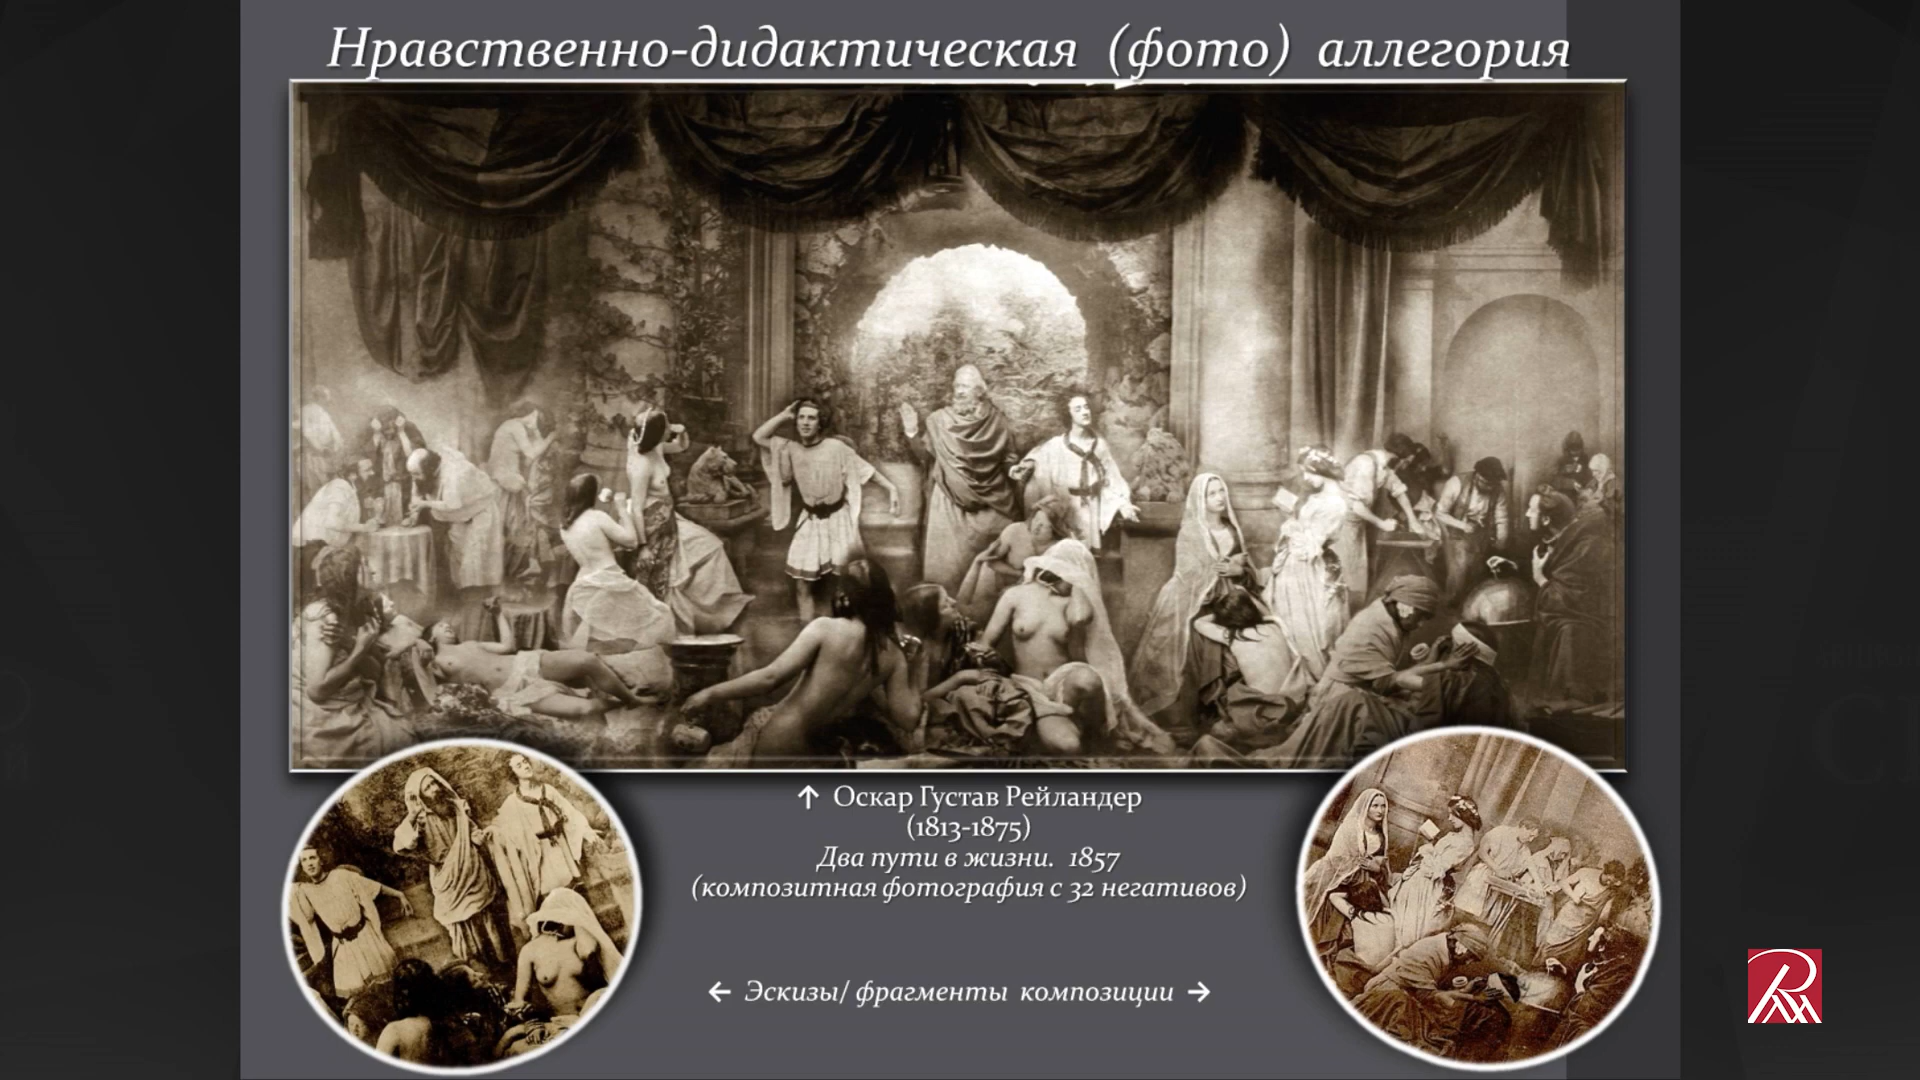 Нравственно-дидактическая (фото) аллегория
↑ Оскар Густав Рейландер
(1813-1875)
Два пути в жизни. 1857
(композитная фотография с 32 негативов)
← Эскизы/ фрагменты композиции →